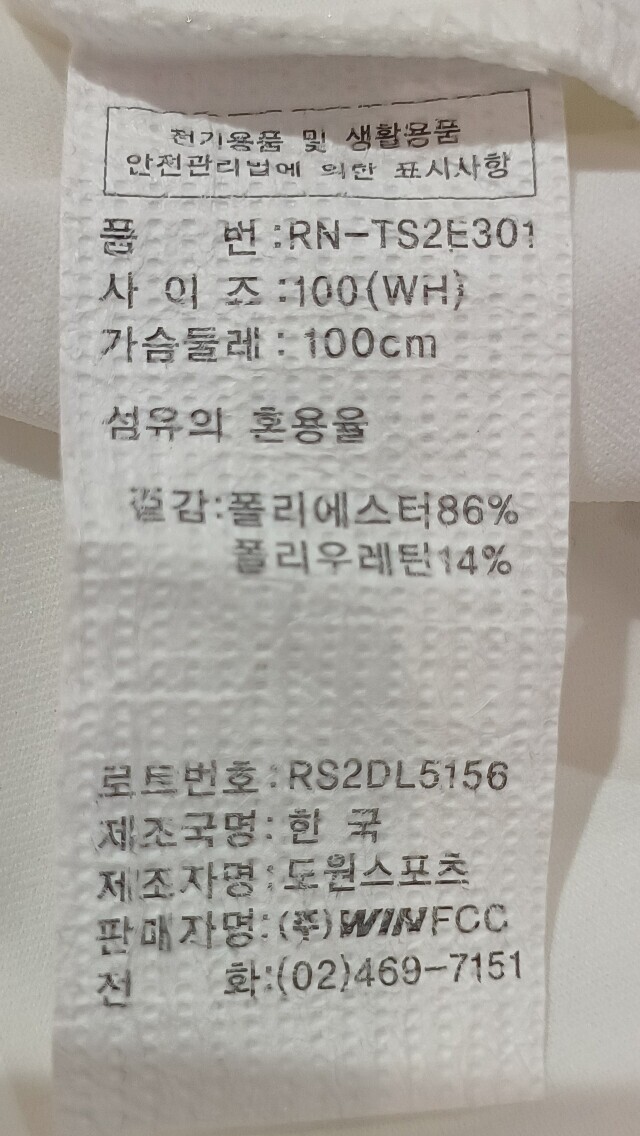 전기용품 및 생활용품
안전관리법에 의한 표시사항
품 번:RN-TS2E301
사 이 즈:100(WH)
가슴둘레: 100cm
섬유의 혼용율
겉감:폴리에스터86%
폴리우레탄14%
로트번호:RS2DL5156
제조국명:한 국
제조자명:도원스포츠
판매자명:(주)WINFCC
전 화:(02)469-7151